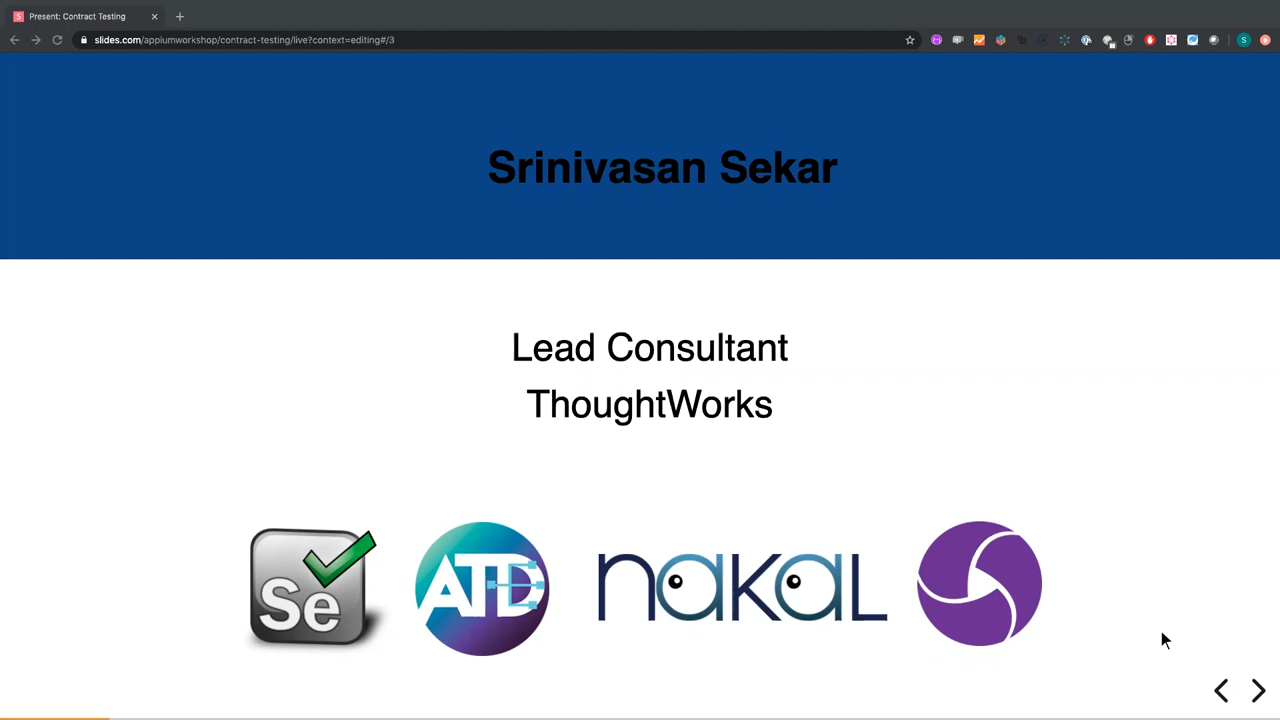 Present: Contract Testing
slides.com/appiumworkshop/contract-testing/live?context=editing#/3
Srinivasan Sekar
Lead Consultant
ThoughtWorks
Se ATD nakal